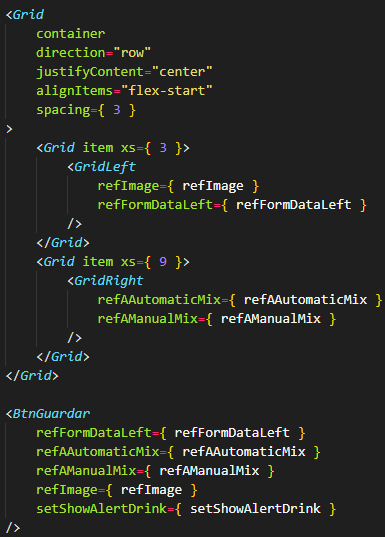 <Grid
    container
    direction="row"
    justifyContent="center"
    alignItems="flex-start"
    spacing={ 3 }
>
    <Grid item xs={ 3 }>
        <GridLeft
            refImage={ refImage }
            refFormDataLeft={ refFormDataLeft }
        />
    </Grid>
    <Grid item xs={ 9 }>
        <GridRight
            refAAutomaticMix={ refAAutomaticMix }
            refAManualMix={ refAManualMix }
        />
    </Grid>
</Grid>

<BtnGuardar
    refFormDataLeft={ refFormDataLeft }
    refAAutomaticMix={ refAAutomaticMix }
    refAManualMix={ refAManualMix }
    refImage={ refImage }
    setShowAlertDrink={ setShowAlertDrink }
/>